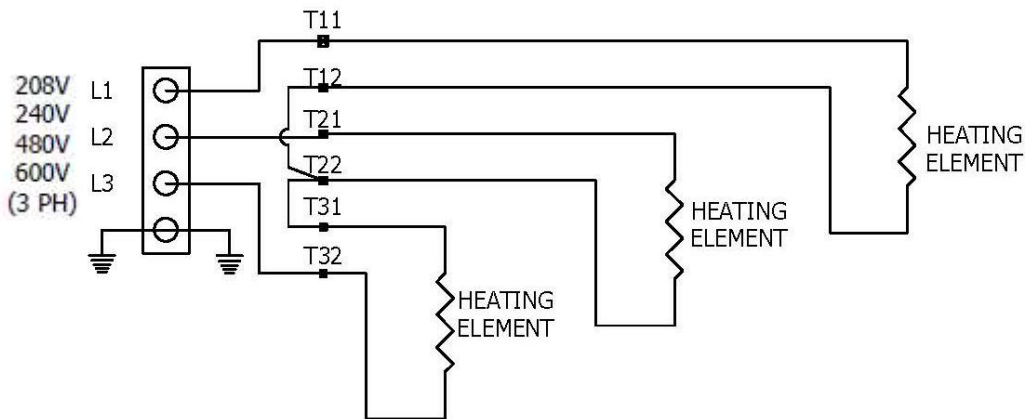 T11
208V
240V
480V
600V
(3 PH)
L1
L2
L3
T12
T21
T22
T31
T32
HEATING
ELEMENT
HEATING
ELEMENT
HEATING
ELEMENT